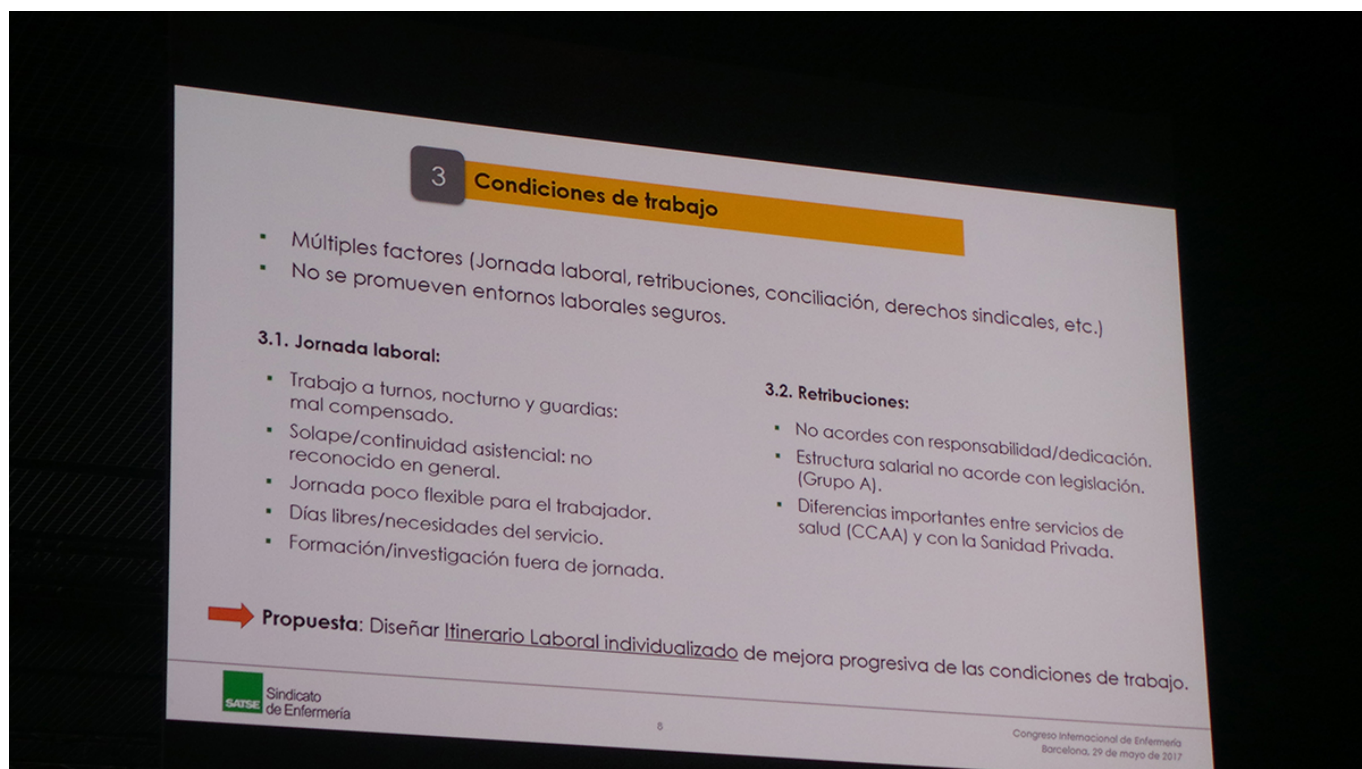 3
Condiciones de trabajo
▪ Múltiples factores (Jornada laboral, retribuciones, conciliación, derechos sindicales, etc.)
▪ No se promueven entornos laborales seguros.
3.1. Jornada laboral:
▪ Trabajo a turnos, nocturno y guardias:
mal compensado.
▪ Solape/continuidad asistencial: no
reconocido en general.
▪ Jornada poco flexible para el trabajador.
▪ Días libres/necesidades del servicio.
▪ Formación/investigación fuera de jornada.
3.2. Retribuciones:
▪ No acordes con responsabilidad/dedicación.
▪ Estructura salarial no acorde con legislación.
(Grupo A).
▪ Diferencias importantes entre servicios de
salud (CCAA) y con la Sanidad Privada.
Propuesta: Diseñar Itinerario Laboral individualizado de mejora progresiva de las condiciones de trabajo.
SATSE
Sindicato
de Enfermería
8
Congreso Internacional de Enfermería
Barcelona, 29 de mayo de 2017